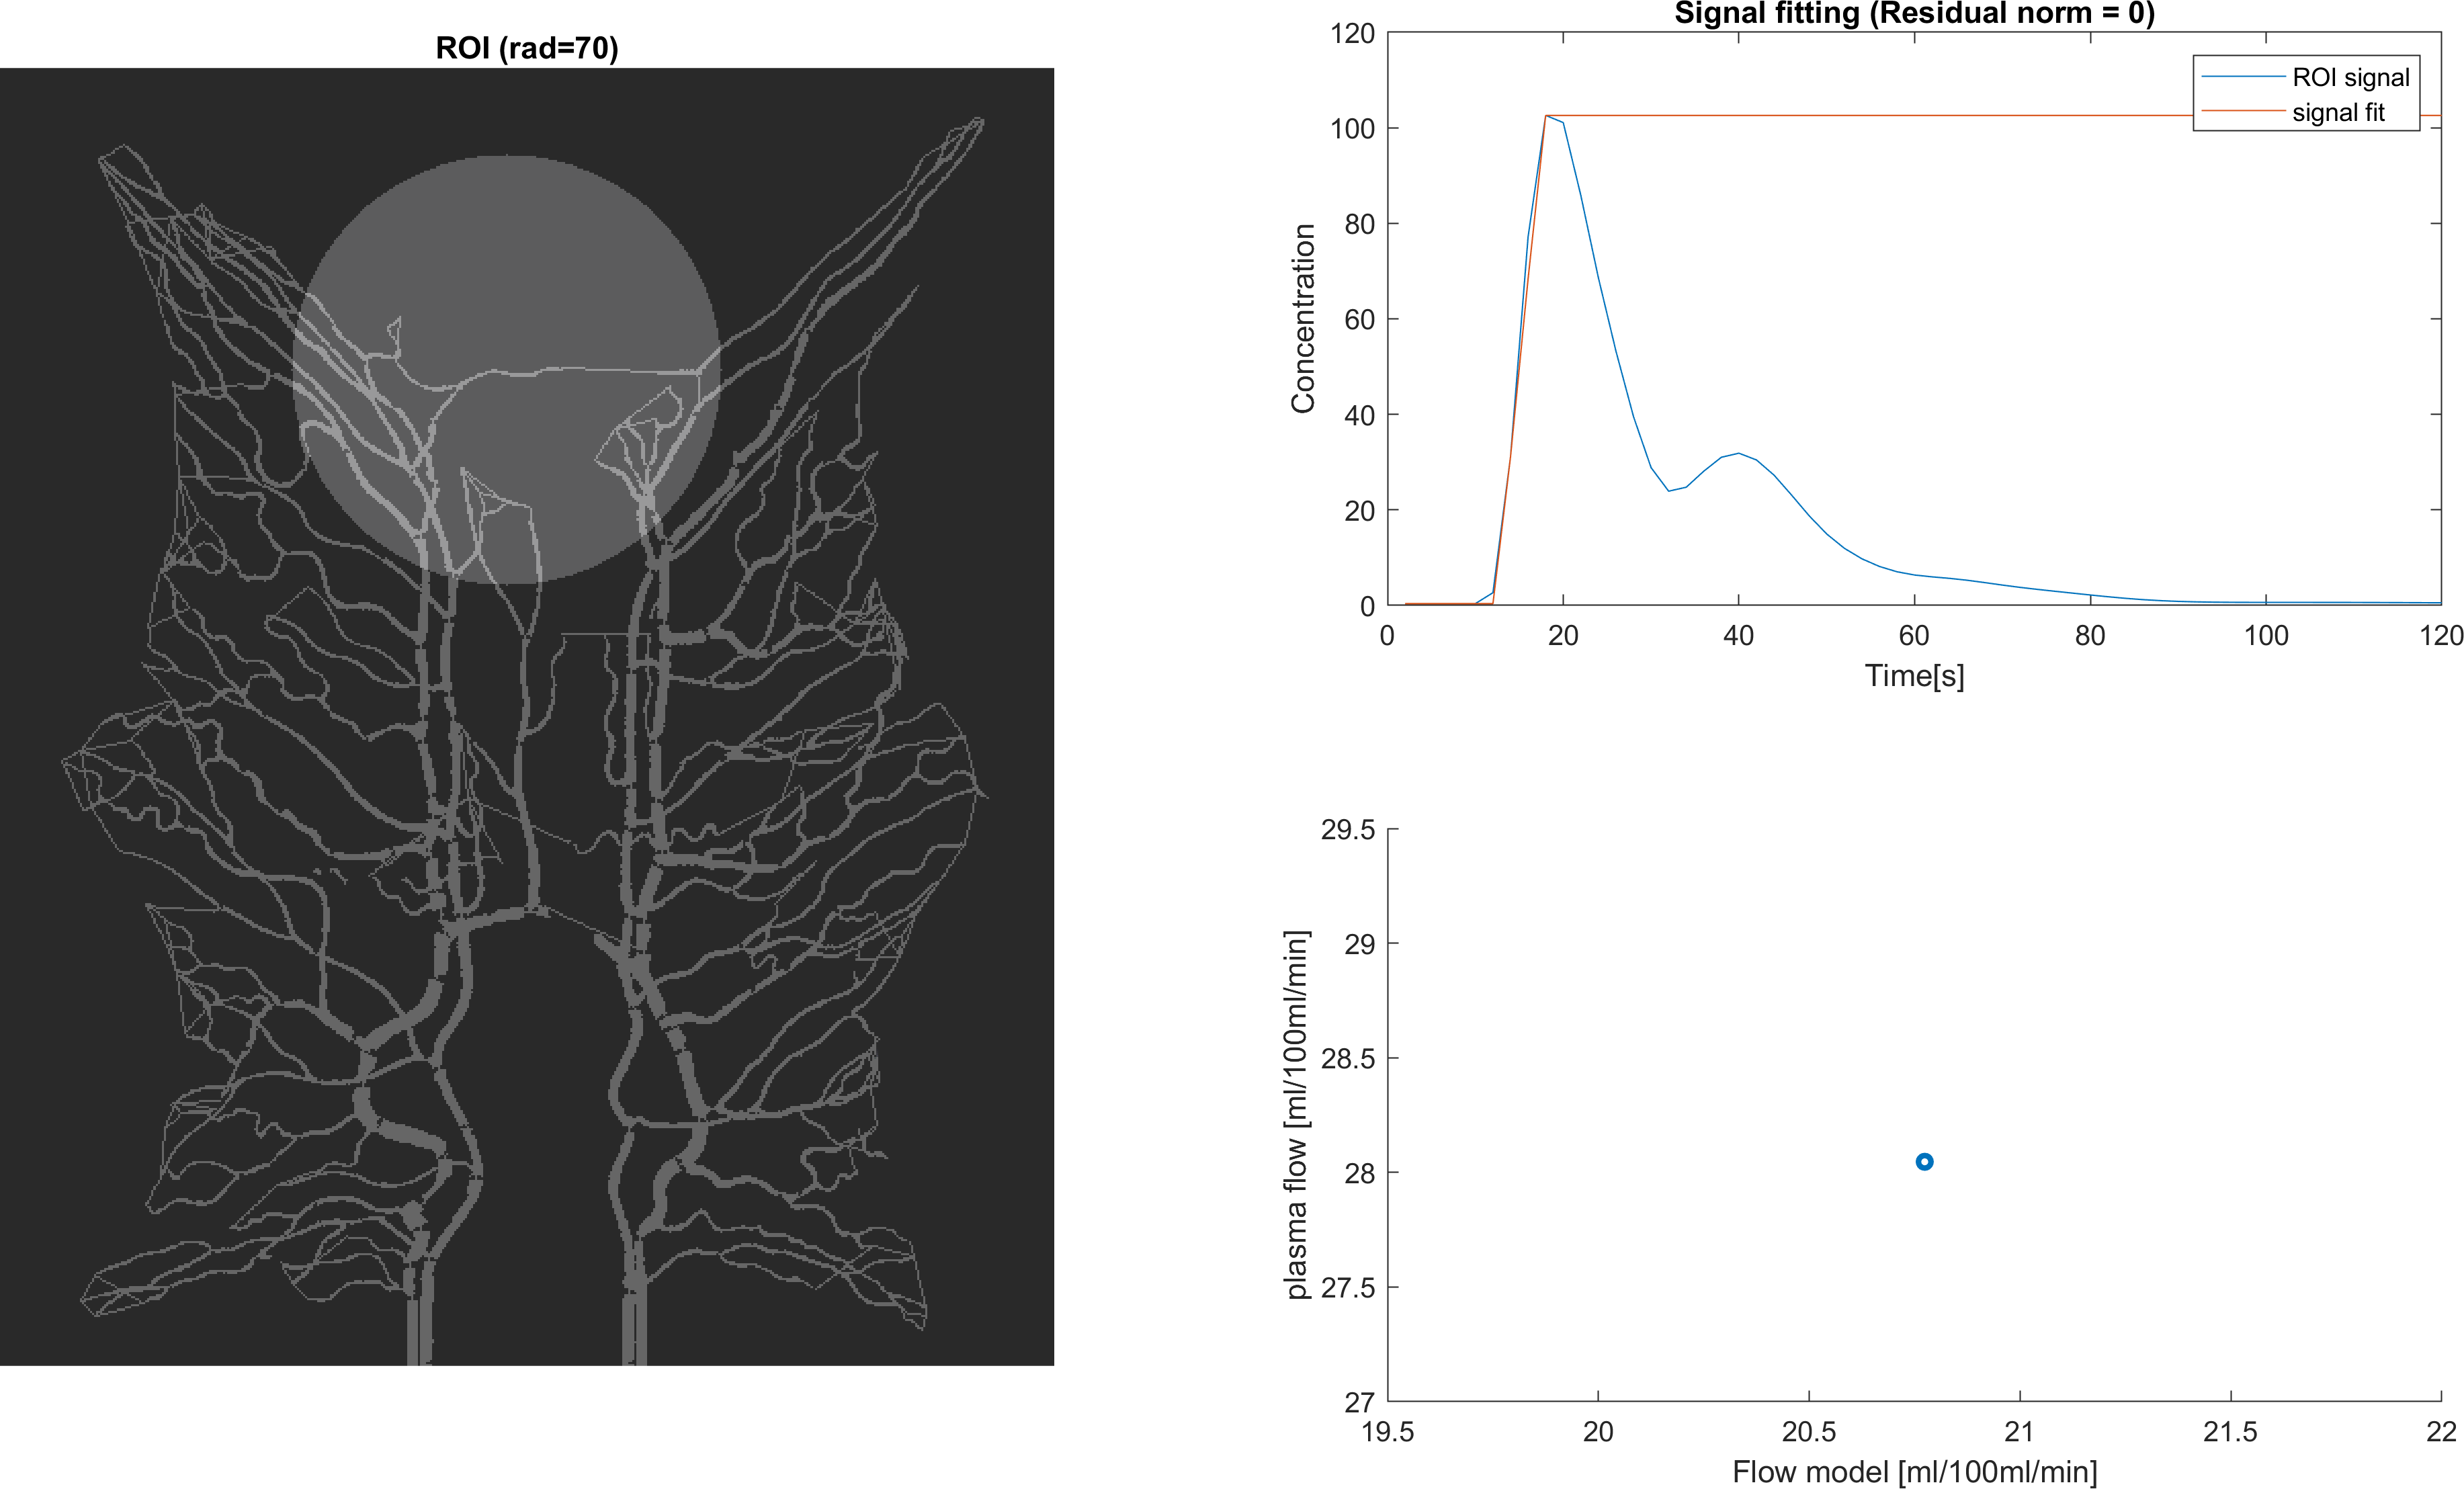 ROI (rad=70)
Signal fitting (Residual norm = 0)
120
100
80
60
40
20
0
Concentration
ROI signal
signal fit
0 20 40 60 80 100 120
Time[s]
29.5
29
28.5
28
27.5
27
plasma flow [ml/100ml/min]
19.5 20 20.5 21 21.5 22
Flow model [ml/100ml/min]